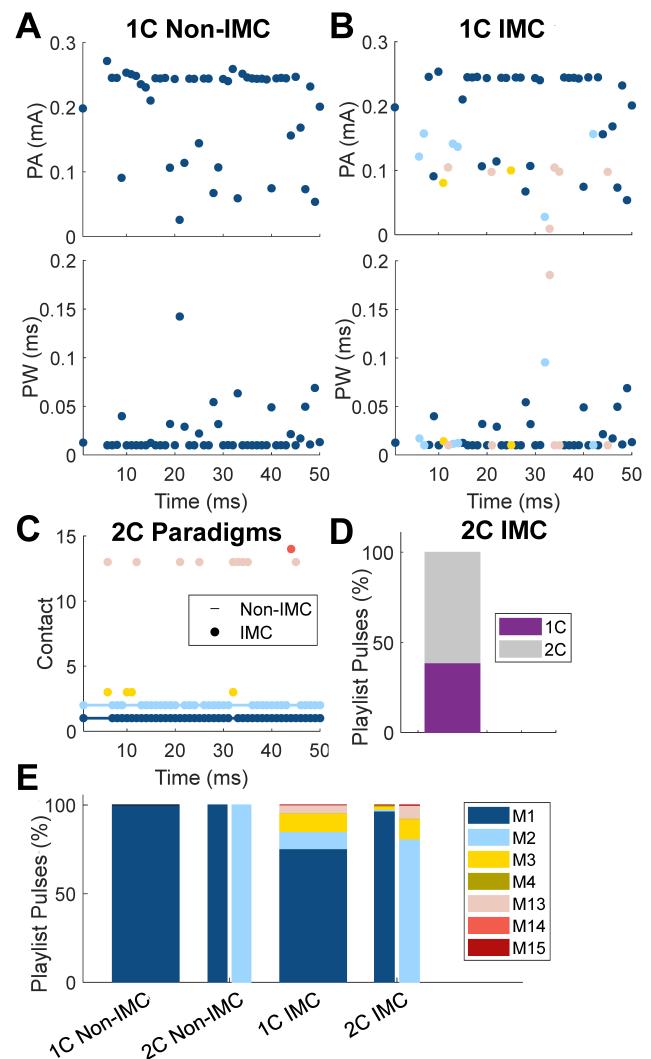 A 1C Non-IMC
B 1C IMC
PA (mA)
0.3
0.2
0.1
0
PA (mA)
0.3
0.2
0.1
0
PW (ms)
0.2
0.15
0.1
0.05
0
10 20 30 40 50
Time (ms)
PW (ms)
0.2
0.15
0.1
0.05
0
10 20 30 40 50
Time (ms)
C 2C Paradigms
Contact
15
10
5
0
Non-IMC
IMC
10 20 30 40 50
Time (ms)
D 2C IMC
Playlist Pulses (%)
100
50
0
1C
2C
E
Playlist Pulses (%)
100
50
0
1C Non-IMC
2C Non-IMC
1C IMC
2C IMC
M1
M2
M3
M4
M13
M14
M15